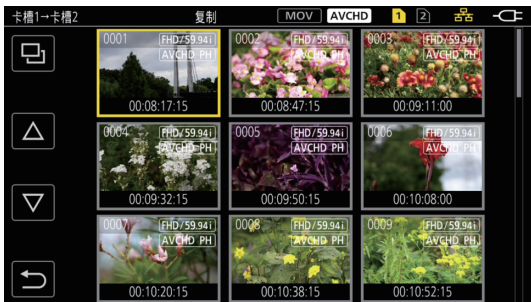 卡槽1→卡槽2 复制 MOV AVCHD 1 2
0001 FHD/59.94i
AVCHD PH
00:08:17:15
0002 FHD/59.94i
AVCHD PH
00:08:47:15
0003 FHD/59.94i
AVCHD PH
00:09:11:00
0004 FHD/59.94i
AVCHD PH
00:09:32:15
0005 FHD/59.94i
AVCHD PH
00:09:50:15
0006 FHD/59.94i
AVCHD PH
00:10:08:00
0007 FHD/59.94i
AVCHD PH
00:10:20:15
0008 FHD/59.94i
AVCHD PH
00:10:38:15
0009 FHD/59.94i
AVCHD PH
00:10:52:15